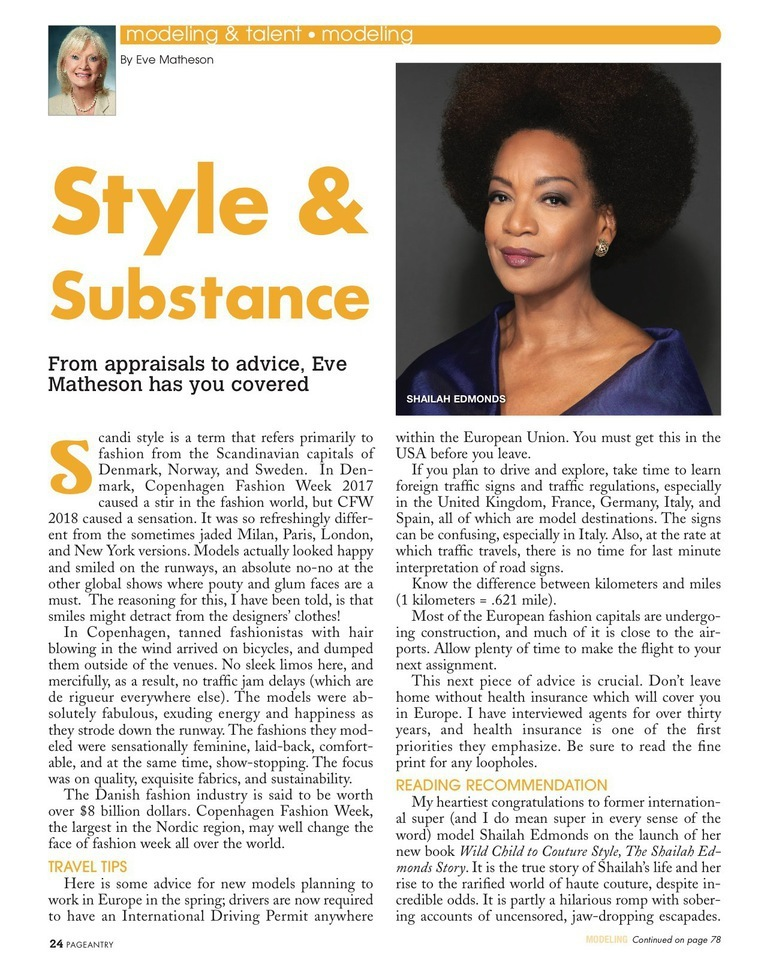 modeling & talent • modeling
By Eve Matheson
Style &
Substance
From appraisals to advice, Eve
Matheson has you covered
SHAILAH EDMONDS
Scandi style is a term that refers primarily to
fashion from the Scandinavian capitals of
Denmark, Norway, and Sweden. In Den-
mark, Copenhagen Fashion Week 2017
caused a stir in the fashion world, but CFW
2018 caused a sensation. It was so refreshingly differ-
ent from the sometimes jaded Milan, Paris, London,
and New York versions. Models actually looked happy
and smiled on the runways, an absolute no-no at the
other global shows where pouty and glum faces are a
must. The reasoning for this, I have been told, is that
smiles might detract from the designers' clothes!
In Copenhagen, tanned fashionistas with hair
blowing in the wind arrived on bicycles, and dumped
them outside of the venues. No sleek limos here, and
mercifully, as a result, no traffic jam delays (which are
de rigueur everywhere else). The models were ab-
solutely fabulous, exuding energy and happiness as
they strode down the runway. The fashions they mod-
eled were sensationally feminine, laid-back, comfort-
able, and at the same time, show-stopping. The focus
was on quality, exquisite fabrics, and sustainability.
The Danish fashion industry is said to be worth
over $8 billion dollars. Copenhagen Fashion Week,
the largest in the Nordic region, may well change the
face of fashion week all over the world.
TRAVEL TIPS
Here is some advice for new models planning to
work in Europe in the spring; drivers are now required
to have an International Driving Permit anywhere
within the European Union. You must get this in the
USA before you leave.
If you plan to drive and explore, take time to learn
foreign traffic signs and traffic regulations, especially
in the United Kingdom, France, Germany, Italy, and
Spain, all of which are model destinations. The signs
can be confusing, especially in Italy. Also, at the rate at
which traffic travels, there is no time for last minute
interpretation of road signs.
Know the difference between kilometers and miles
(1 kilometers = .621 mile).
Most of the European fashion capitals are undergo-
ing construction, and much of it is close to the air-
ports. Allow plenty of time to make the flight to your
next assignment.
This next piece of advice is crucial. Don't leave
home without health insurance which will cover you
in Europe. I have interviewed agents for over thirty
years, and health insurance is one of the first
priorities they emphasize. Be sure to read the fine
print for any loopholes.
READING RECOMMENDATION
My heartiest congratulations to former internation-
al super (and I do mean super in every sense of the
word) model Shailah Edmonds on the launch of her
new book Wild Child to Couture Style, The Shailah Ed-
monds Story. It is the true story of Shailah's life and her
rise to the rarified world of haute couture, despite in-
credible odds. It is partly a hilarious romp with sober-
ing accounts of uncensored, jaw-dropping escapades.
24 PAGEANTRY
MODELING Continued on page 78